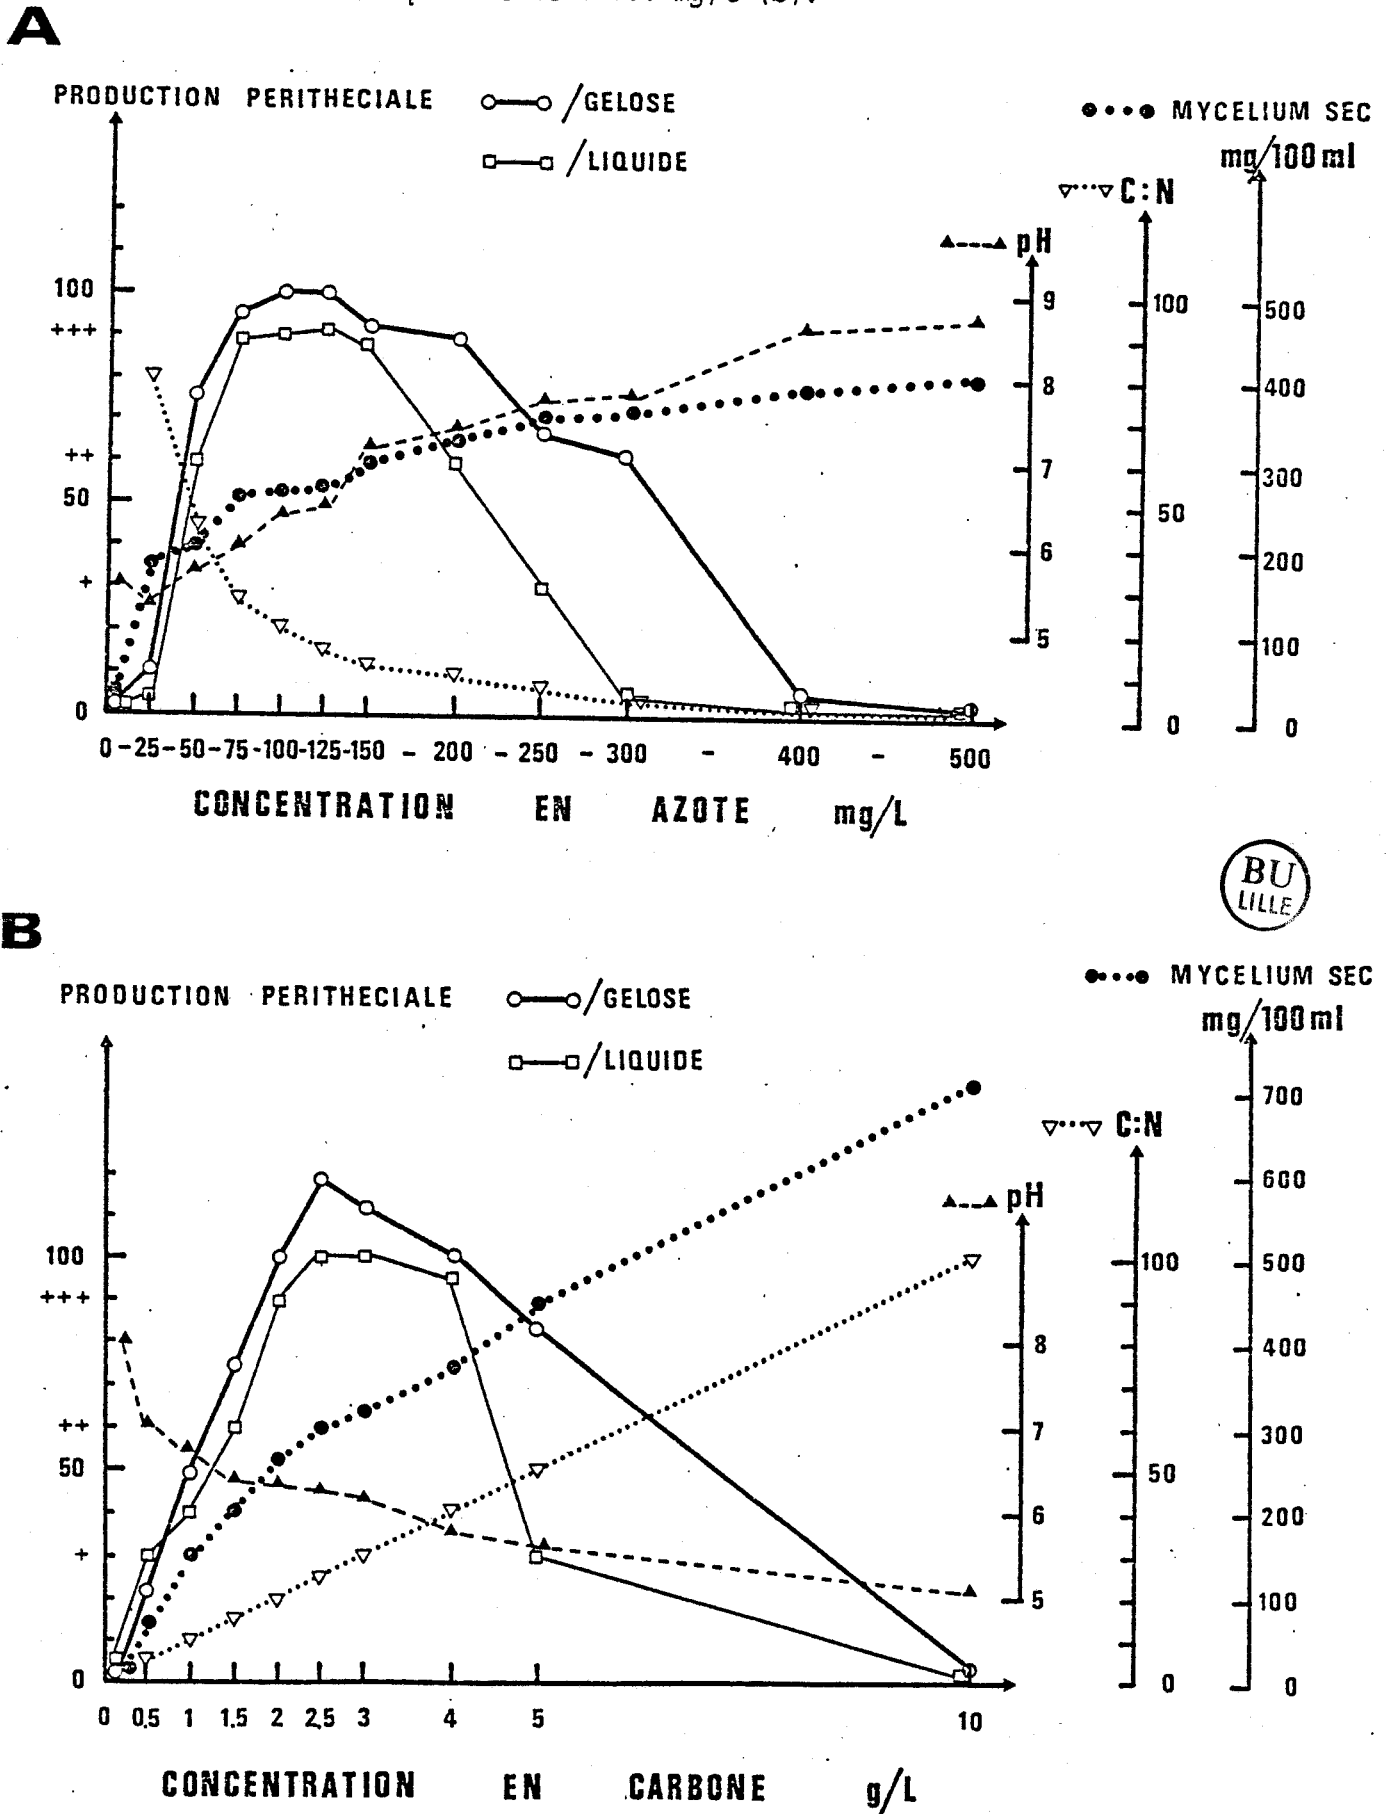 A
PRODUCTION PERITHECIALE
/GELOSE
/LIQUIDE
MYCELIUM SEC
mg/100ml
C:N
pH
100
+++
++
50
+
0
9
8
7
6
5
100
50
0
500
400
300
200
100
0
0-25-50-75-100-125-150 - 200 - 250 - 300 - 400 - 500
CONCENTRATION EN AZOTE mg/L
BU
LILLE
B
PRODUCTION PERITHECIALE
/GELOSE
/LIQUIDE
MYCELIUM SEC
mg/100ml
C:N
pH
100
+++
++
50
+
0
8
7
6
5
100
50
0
700
600
500
400
300
200
100
0
0 0,5 1 1,5 2 2,5 3 4 5 10
CONCENTRATION EN CARBONE g/L